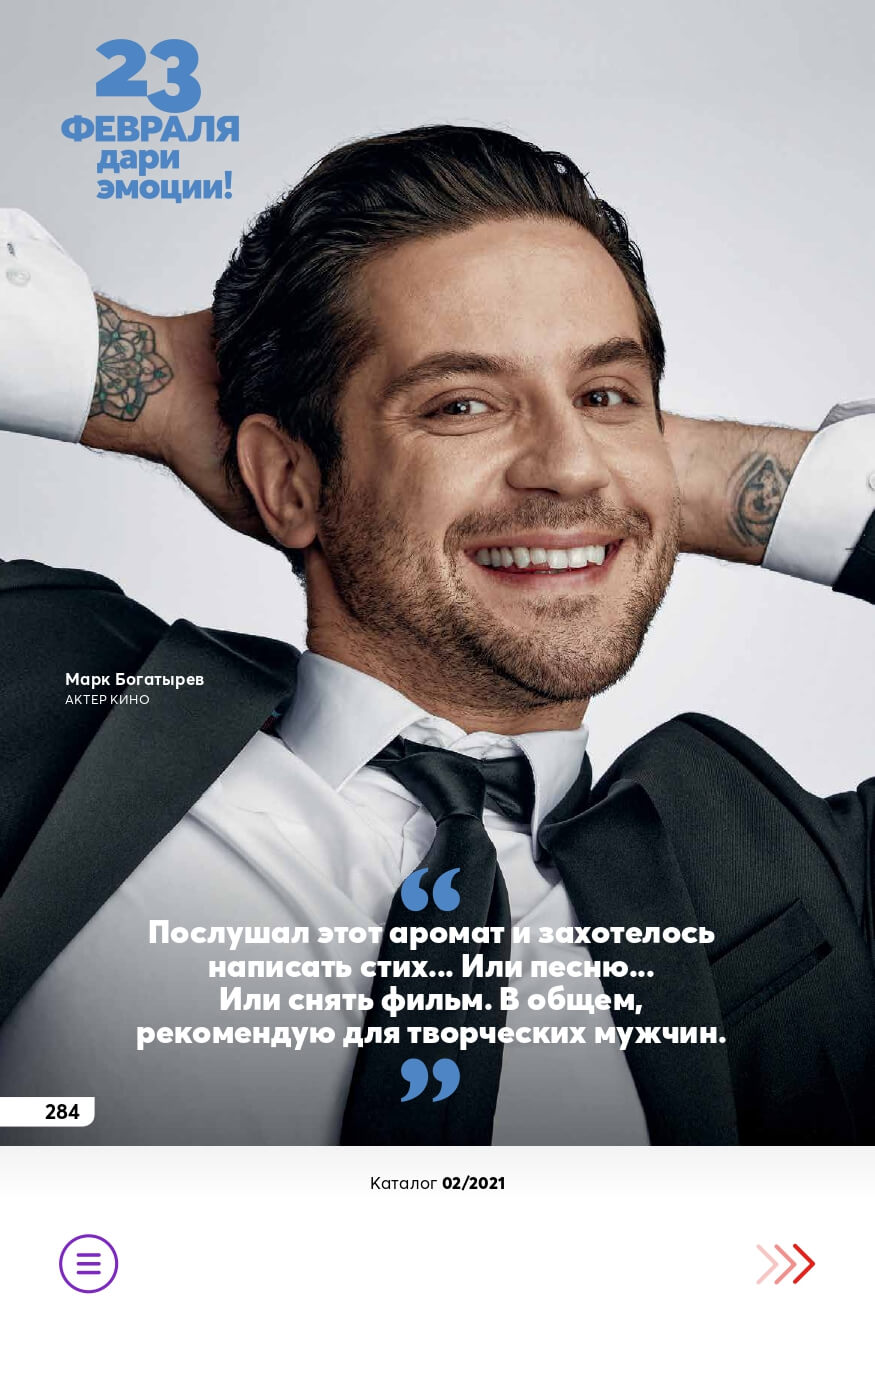 23
ФЕВРАЛЯ
дари
эмоции!
Марк Богатырев
АКТЕР КИНО
“
Послушал этот аромат и захотелось
написать стих... Или песню...
Или снять фильм. В общем,
рекомендую для творческих мужчин.
”
284
Каталог 02/2021